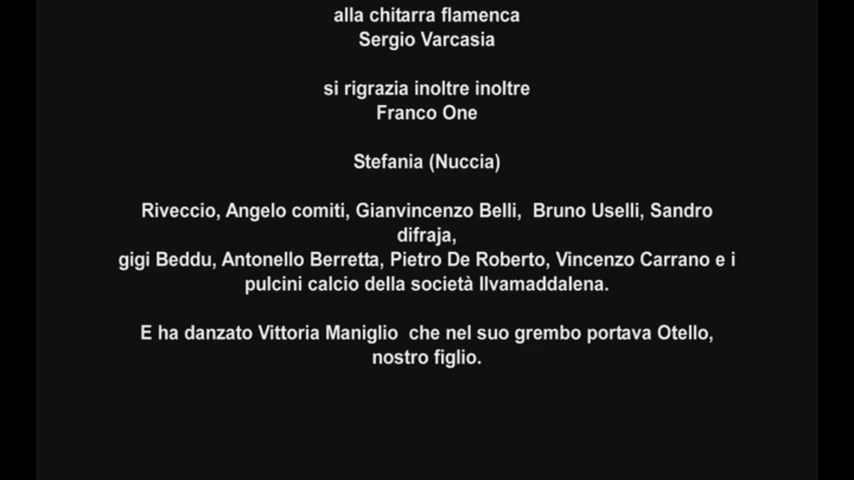 alla chitarra flamenca
Sergio Varcasia
si rigrazia inoltre inoltre
Franco One
Stefania (Nuccia)
Riveccio, Angelo comiti, Gianvincenzo Belli, Bruno Uselli, Sandro
difraja,
gigi Beddu, Antonello Berretta, Pietro De Roberto, Vincenzo Carrano e i
pulcini calcio della società Ilvamaddalena.
E ha danzato Vittoria Maniglio che nel suo grembo portava Otello,
nostro figlio.